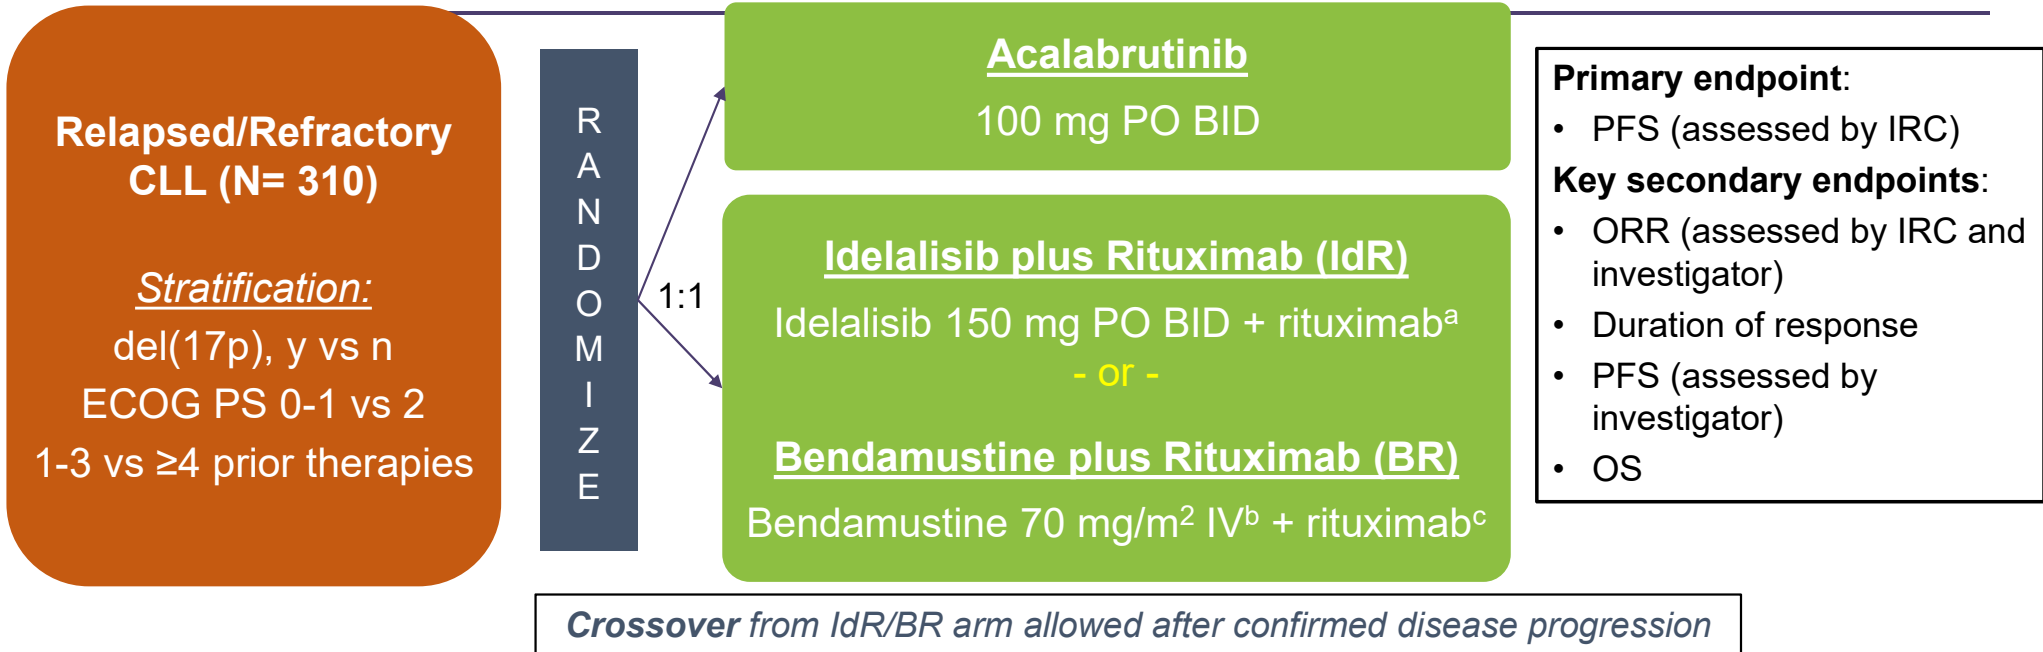 Relapsed/Refractory
CLL (N= 310)
Stratification:
del(17p), y vs n
ECOG PS 0-1 vs 2
1-3 vs ≥4 prior therapies
R
A
N
D
O
M
I
Z
E
1:1
Acalabrutinib
100 mg PO BID
Idelalisib plus Rituximab (IdR)
Idelalisib 150 mg PO BID + rituximabᵃ
- or -
Bendamustine plus Rituximab (BR)
Bendamustine 70 mg/m² IVᵇ + rituximabᶜ
Primary endpoint:
• PFS (assessed by IRC)
Key secondary endpoints:
• ORR (assessed by IRC and
investigator)
• Duration of response
• PFS (assessed by
investigator)
• OS
Crossover from IdR/BR arm allowed after confirmed disease progression